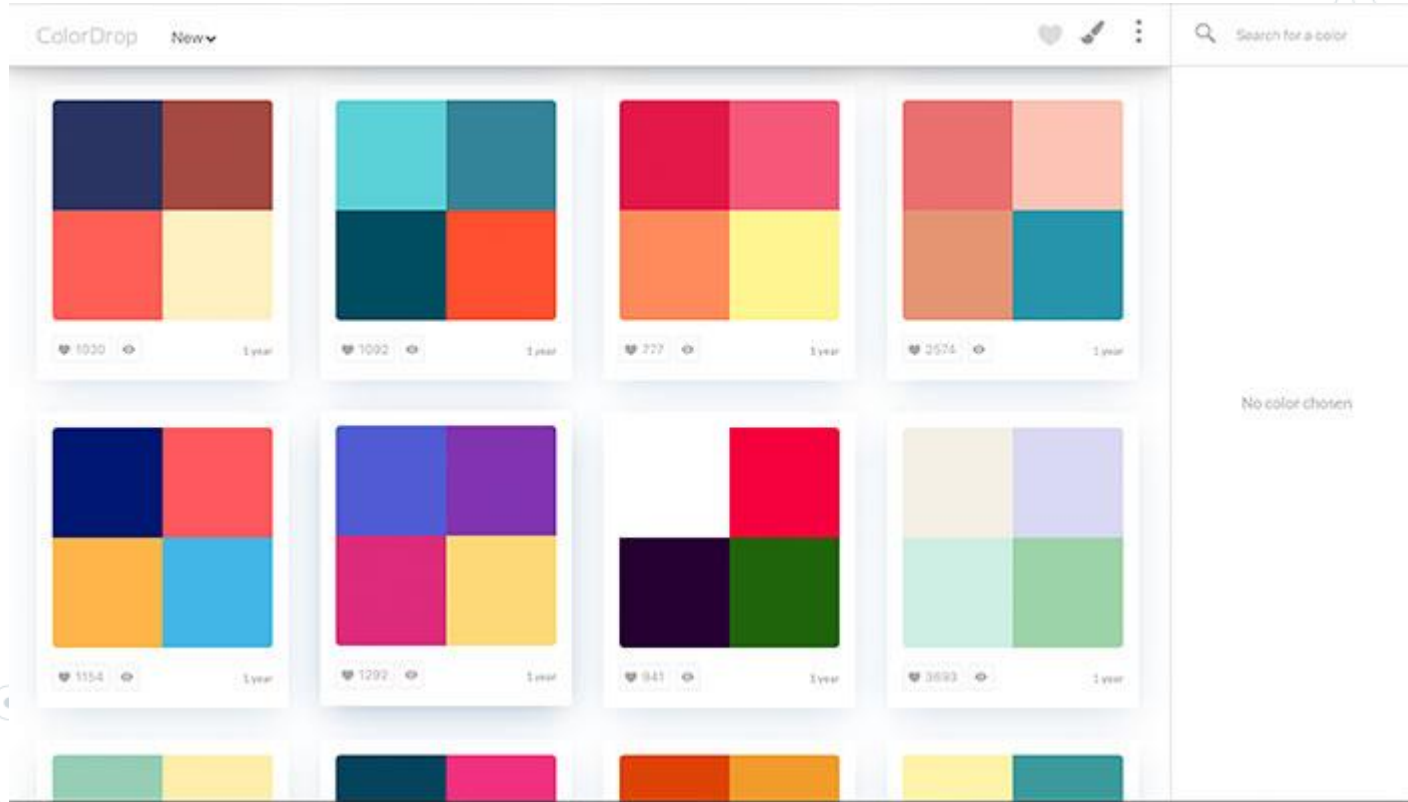 ColorDrop New
Search for a color
1030 1 year
1092 1 year
777 1 year
2574 1 year
No color chosen
1154 1 year
1292 1 year
941 1 year
3693 1 year